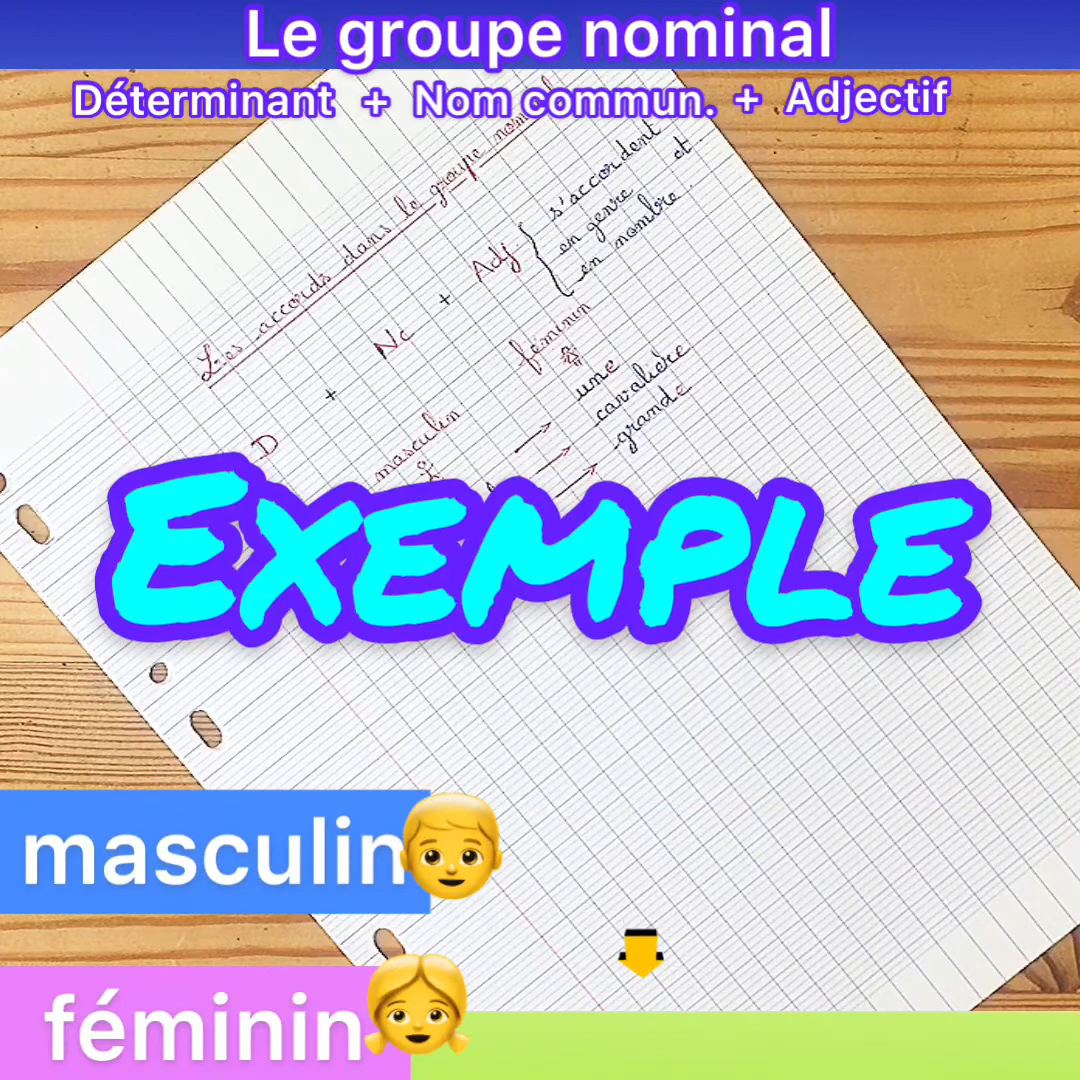 Le groupe nominal
Déterminant + Nom commun. + Adjectif
Les accords dans le groupe
D + Nc + Adj { s'accordent
en genre et
en nombre.
masculin
féminin
une
cavalière
grande
EXEMPLE
masculin
féminin